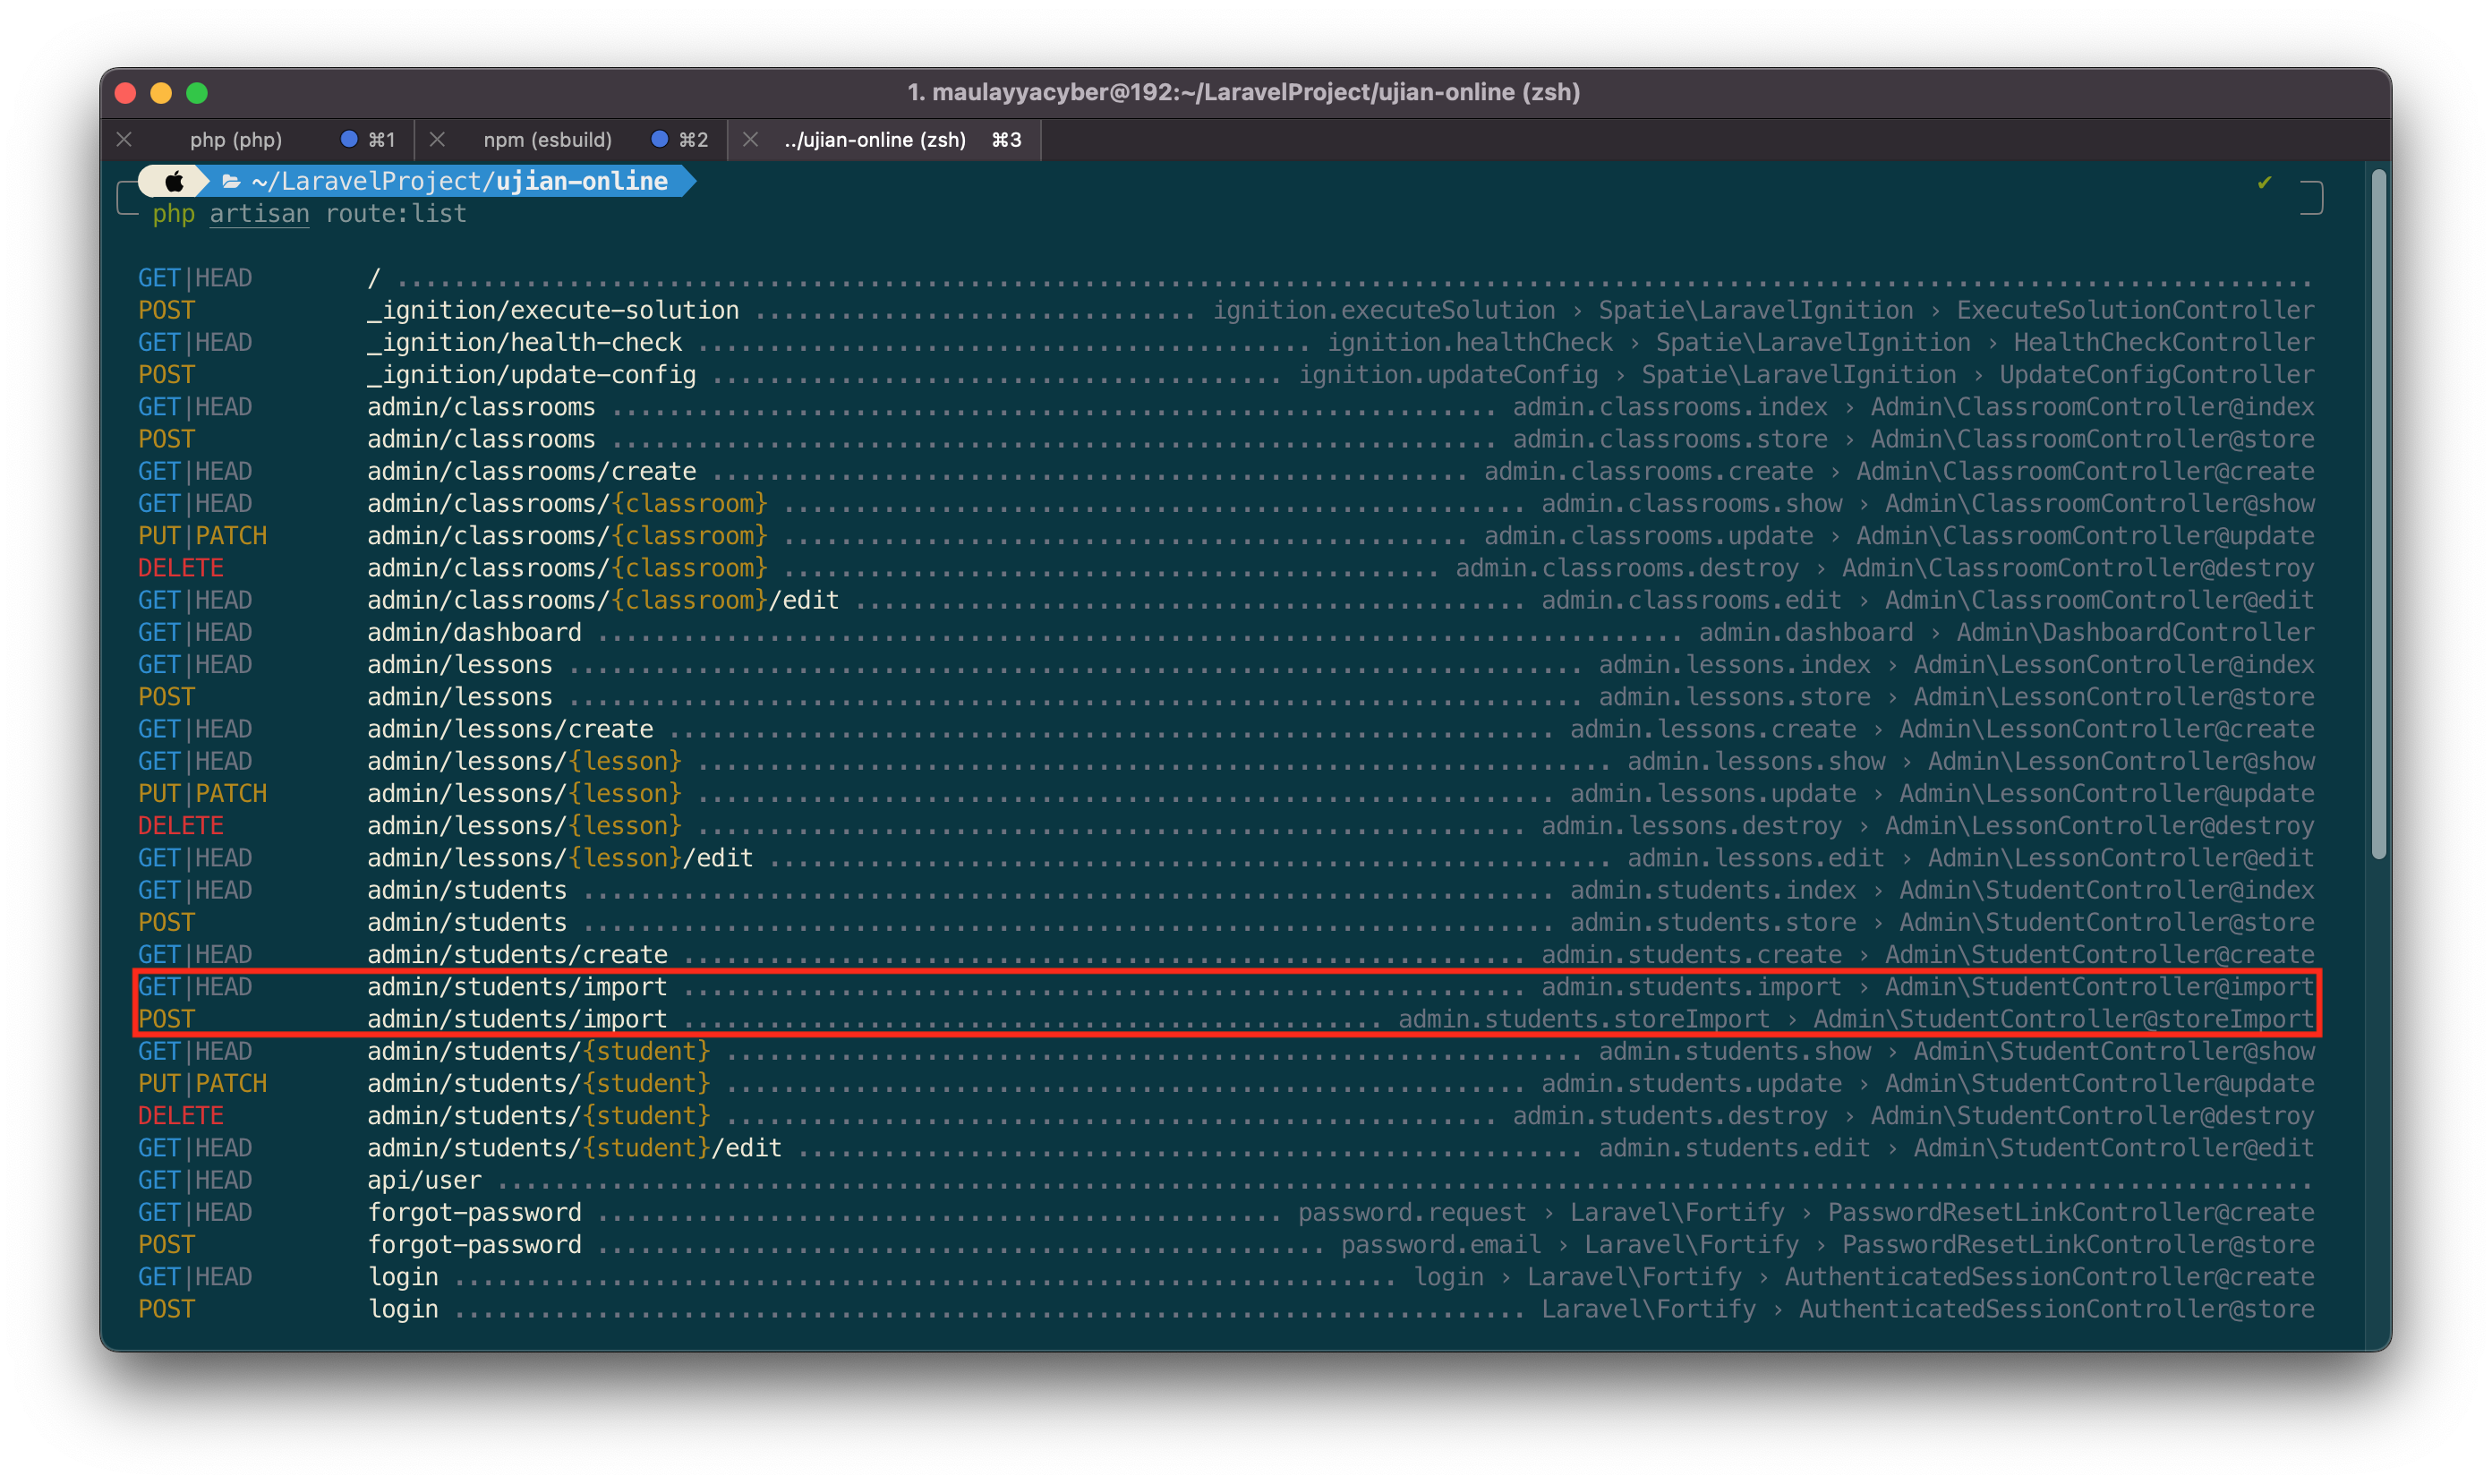 1. maulayyacyber@192:~/LaravelProject/ujian-online (zsh)
php (php) ⌘1 npm (esbuild) ⌘2 ../ujian-online (zsh) ⌘3
~/LaravelProject/ujian-online ✔
php artisan route:list
GET|HEAD / ........................................................................................................................................
POST _ignition/execute-solution ............................... ignition.executeSolution › Spatie\LaravelIgnition › ExecuteSolutionController
GET|HEAD _ignition/health-check ........................................... ignition.healthCheck › Spatie\LaravelIgnition › HealthCheckController
POST _ignition/update-config ........................................ ignition.updateConfig › Spatie\LaravelIgnition › UpdateConfigController
GET|HEAD admin/classrooms .............................................................. admin.classrooms.index › Admin\ClassroomController@index
POST admin/classrooms .............................................................. admin.classrooms.store › Admin\ClassroomController@store
GET|HEAD admin/classrooms/create ..................................................... admin.classrooms.create › Admin\ClassroomController@create
GET|HEAD admin/classrooms/{classroom} .................................................... admin.classrooms.show › Admin\ClassroomController@show
PUT|PATCH admin/classrooms/{classroom} ................................................ admin.classrooms.update › Admin\ClassroomController@update
DELETE admin/classrooms/{classroom} .............................................. admin.classrooms.destroy › Admin\ClassroomController@destroy
GET|HEAD admin/classrooms/{classroom}/edit ............................................... admin.classrooms.edit › Admin\ClassroomController@edit
GET|HEAD admin/dashboard ............................................................................ admin.dashboard › Admin\DashboardController
GET|HEAD admin/lessons ....................................................................... admin.lessons.index › Admin\LessonController@index
POST admin/lessons ....................................................................... admin.lessons.store › Admin\LessonController@store
GET|HEAD admin/lessons/create .............................................................. admin.lessons.create › Admin\LessonController@create
GET|HEAD admin/lessons/{lesson} ................................................................ admin.lessons.show › Admin\LessonController@show
PUT|PATCH admin/lessons/{lesson} ............................................................ admin.lessons.update › Admin\LessonController@update
DELETE admin/lessons/{lesson} .......................................................... admin.lessons.destroy › Admin\LessonController@destroy
GET|HEAD admin/lessons/{lesson}/edit ........................................................... admin.lessons.edit › Admin\LessonController@edit
GET|HEAD admin/students .................................................................... admin.students.index › Admin\StudentController@index
POST admin/students .................................................................... admin.students.store › Admin\StudentController@store
GET|HEAD admin/students/create ........................................................... admin.students.create › Admin\StudentController@create
GET|HEAD admin/students/import ........................................................... admin.students.import › Admin\StudentController@import
POST admin/students/import ................................................. admin.students.storeImport › Admin\StudentController@storeImport
GET|HEAD admin/students/{student} ............................................................ admin.students.show › Admin\StudentController@show
PUT|PATCH admin/students/{student} ........................................................ admin.students.update › Admin\StudentController@update
DELETE admin/students/{student} ...................................................... admin.students.destroy › Admin\StudentController@destroy
GET|HEAD admin/students/{student}/edit ....................................................... admin.students.edit › Admin\StudentController@edit
GET|HEAD api/user ................................................................................................................................
GET|HEAD forgot-password ................................................ password.request › Laravel\Fortify › PasswordResetLinkController@create
POST forgot-password ................................................... password.email › Laravel\Fortify › PasswordResetLinkController@store
GET|HEAD login .................................................................. login › Laravel\Fortify › AuthenticatedSessionController@create
POST login ........................................................................... Laravel\Fortify › AuthenticatedSessionController@store